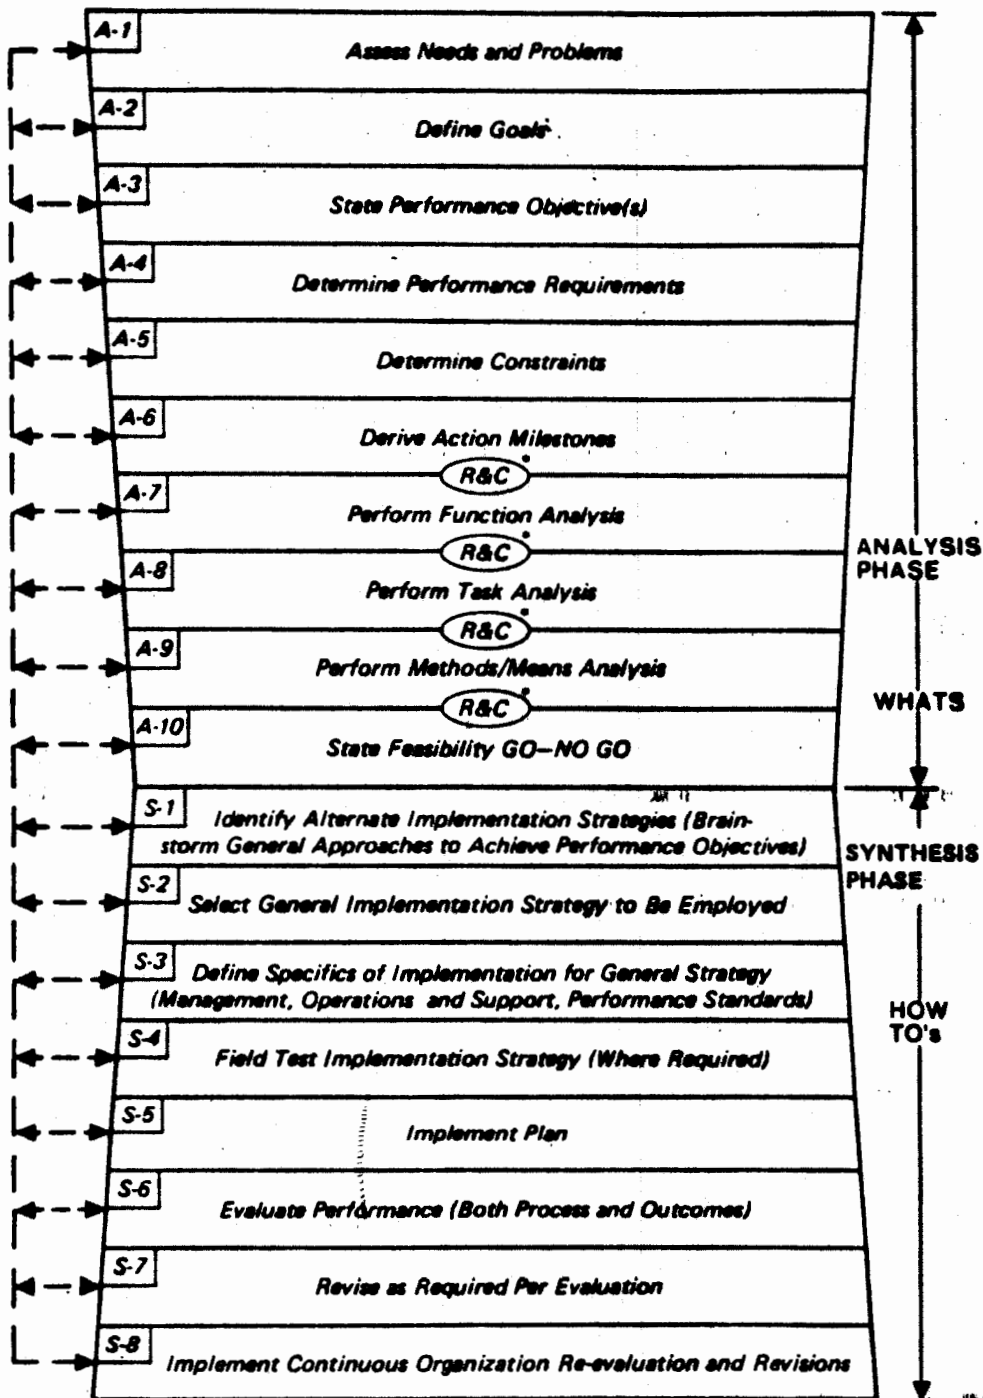 A-1
Assess Needs and Problems
A-2
Define Goals
A-3
State Performance Objective(s)
A-4
Determine Performance Requirements
A-5
Determine Constraints
A-6
Derive Action Milestones
R&C*
A-7
Perform Function Analysis
R&C*
A-8
Perform Task Analysis
R&C*
A-9
Perform Methods/Means Analysis
R&C*
A-10
State Feasibility GO—NO GO
ANALYSIS
PHASE
WHATS
S-1
Identify Alternate Implementation Strategies (Brain-
storm General Approaches to Achieve Performance Objectives)
S-2
Select General Implementation Strategy to Be Employed
S-3
Define Specifics of Implementation for General Strategy
(Management, Operations and Support, Performance Standards)
S-4
Field Test Implementation Strategy (Where Required)
S-5
Implement Plan
S-6
Evaluate Performance (Both Process and Outcomes)
S-7
Revise as Required Per Evaluation
S-8
Implement Continuous Organization Re-evaluation and Revisions
SYNTHESIS
PHASE
HOW
TO's